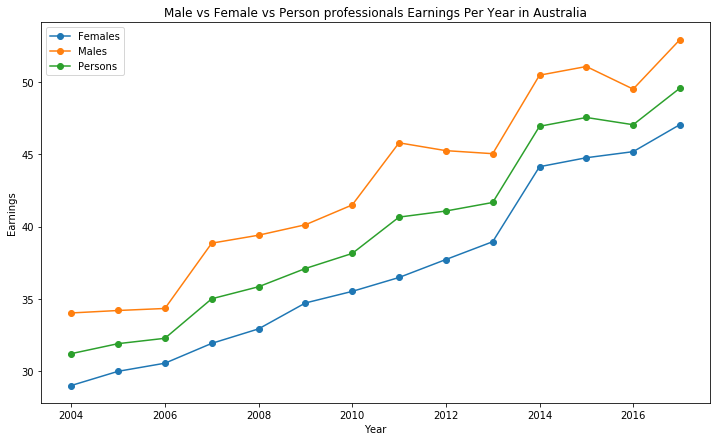 Male vs Female vs Person professionals Earnings Per Year in Australia
Females
Males
Persons
50
45
40
35
30
Earnings
2004 2006 2008 2010 2012 2014 2016
Year